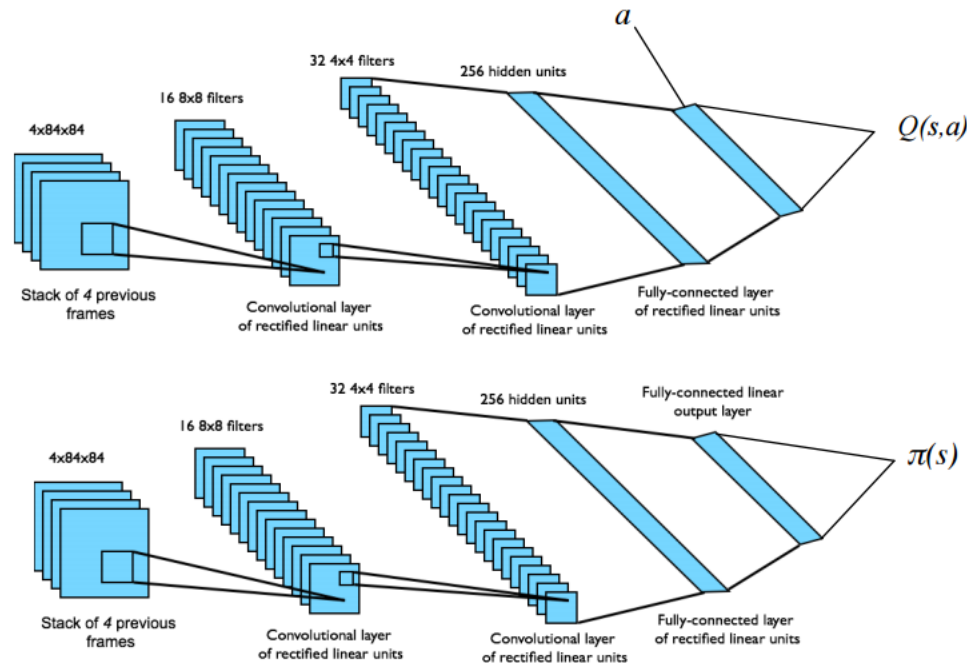 a
32 4x4 filters
256 hidden units
16 8x8 filters
4x84x84
Q(s,a)
Stack of 4 previous
frames
Convolutional layer
of rectified linear units
Convolutional layer
of rectified linear units
Fully-connected layer
of rectified linear units
32 4x4 filters
256 hidden units
Fully-connected linear
output layer
16 8x8 filters
4x84x84
π(s)
Stack of 4 previous
frames
Convolutional layer
of rectified linear units
Convolutional layer
of rectified linear units
Fully-connected layer
of rectified linear units